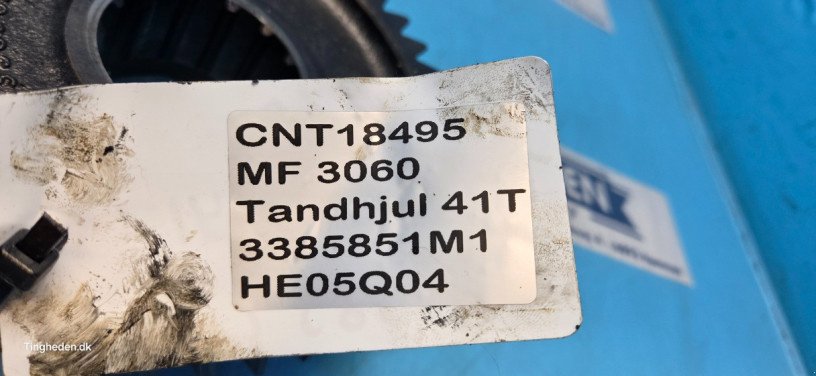 CNT18495
MF 3060
Tandhjul 41T
3385851M1
HE05Q04
Tingheden.dk